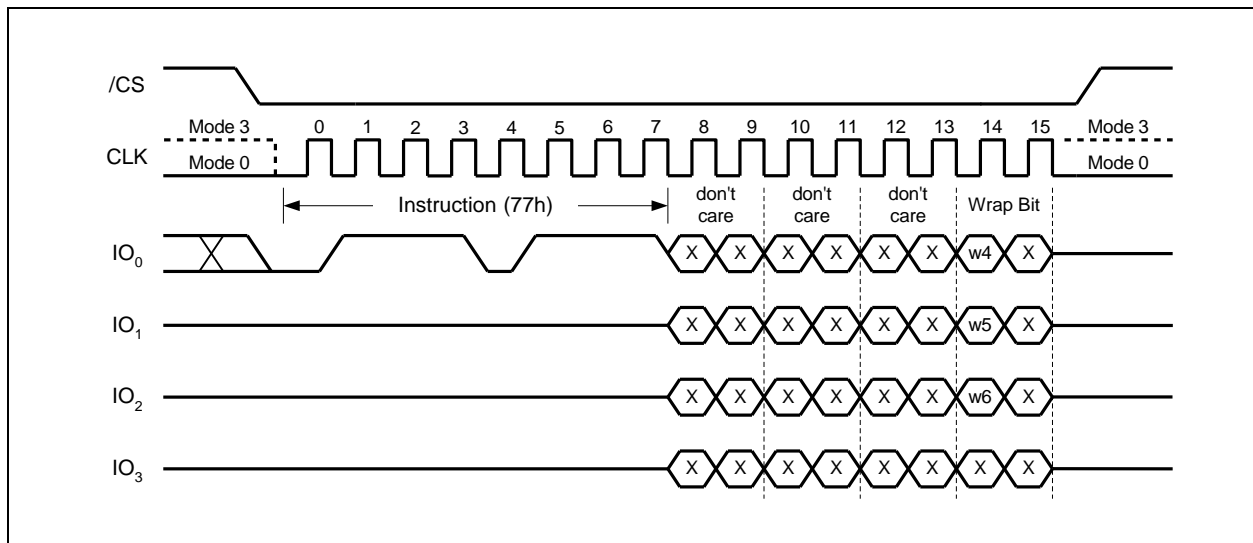 /CS
Mode 3 0 1 2 3 4 5 6 7 8 9 10 11 12 13 14 15 Mode 3
CLK Mode 0 Mode 0
Instruction (77h) don't care don't care don't care Wrap Bit
IO0 X X X X X X w4 X
IO1 X X X X X X w5 X
IO2 X X X X X X w6 X
IO3 X X X X X X X X